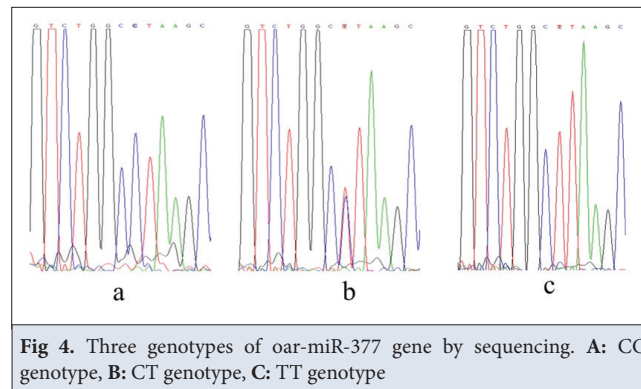 G T C T G G C C T A A G C
G T C T G G C T A A G C
G T C T G G C T T A A G C
a
b
c
Fig 4. Three genotypes of oar-miR-377 gene by sequencing. A: CC
genotype, B: CT genotype, C: TT genotype